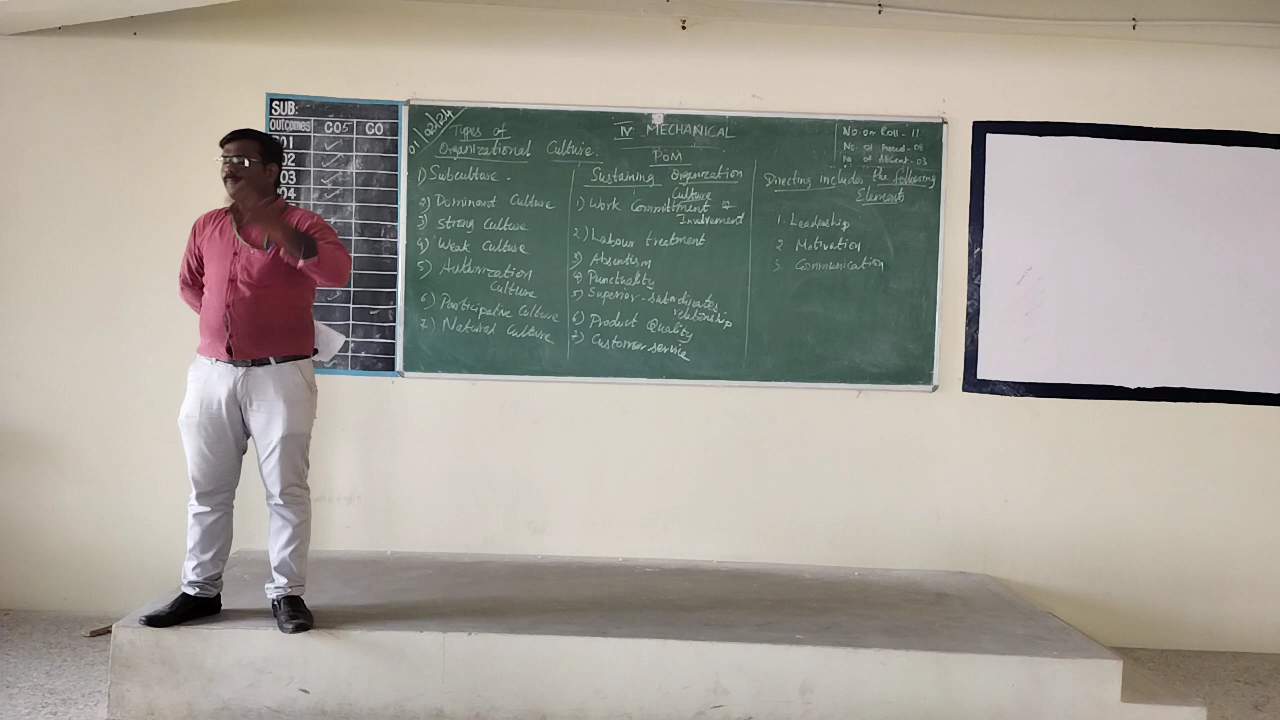 SUB:
Outcomes CO5 CO
PO1
PO2
PO3
PO4
01/02/24
IV MECHANICAL
POM
No. on Roll - 11
No. of Present - 08
No. of Absent - 03
Types of
Organizational Culture.
1) Subculture.
2) Dominant Culture
3) Strong Culture
4) Weak Culture
5) Authorization
Culture
6) Participative Culture
7) Natural Culture
Sustaining Organization
Culture
1) Work Commitment &
Involvement
2) Labour treatment
3) Absentism
4) Punctuality
5) Superior-subordinates
relationship
6) Product Quality
7) Customer service
Directing includes the following
Elements
1. Leadership
2. Motivation
3. Communication